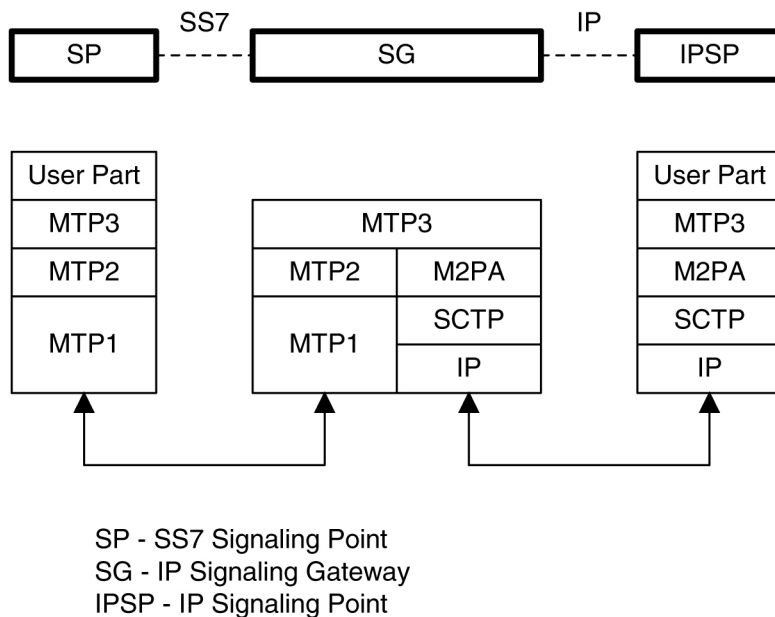 SS7 IP
SP SG IPSP
User Part User Part
MTP3 MTP3 MTP3
MTP2 MTP2 M2PA M2PA
MTP1 MTP1 SCTP SCTP
IP IP
SP - SS7 Signaling Point
SG - IP Signaling Gateway
IPSP - IP Signaling Point